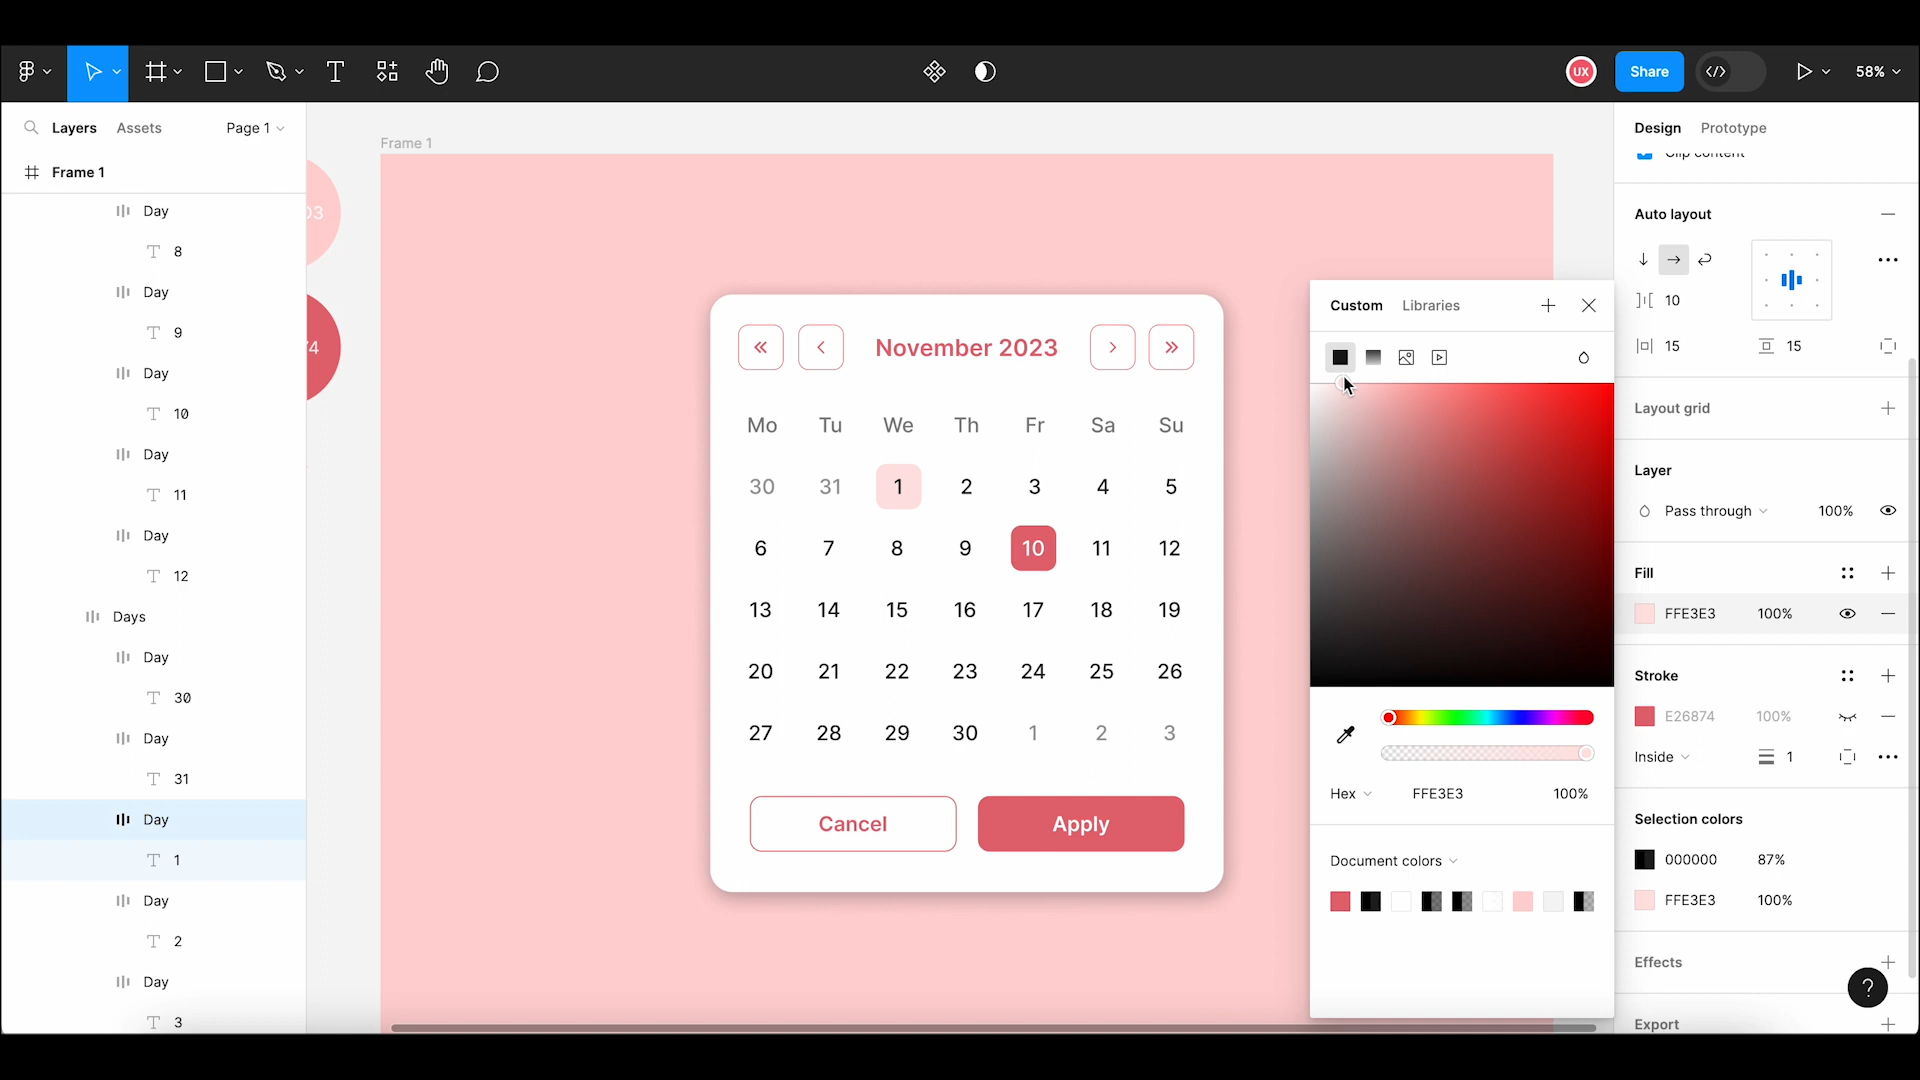 UX
Share
58%
Layers
Assets
Page 1
Frame 1
Day
8
Day
9
Day
10
Day
11
Day
12
Days
Day
30
Day
31
Day
1
Day
2
Day
3
Frame 1
03
74
November 2023
Mo Tu We Th Fr Sa Su
30 31 1 2 3 4 5
6 7 8 9 10 11 12
13 14 15 16 17 18 19
20 21 22 23 24 25 26
27 28 29 30 1 2 3
Cancel
Apply
Custom
Libraries
Hex FFE3E3 100%
Document colors
Design
Prototype
Clip content
Auto layout
10
15 15
Layout grid
Layer
Pass through 100%
Fill
FFE3E3 100%
Stroke
E26874 100%
Inside 1
Selection colors
000000 87%
FFE3E3 100%
Effects
?
Export